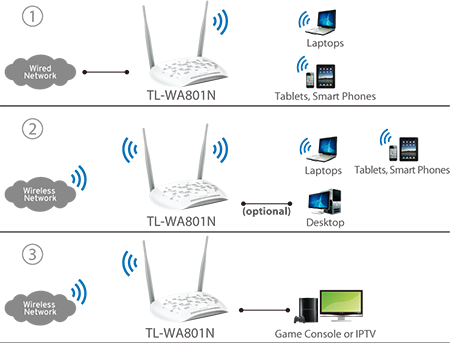 1
Laptops
Wired
Network
TL-WA801N
Tablets, Smart Phones
2
Laptops
Tablets, Smart Phones
Wireless
Network
TL-WA801N
(optional)
Desktop
3
Wireless
Network
TL-WA801N
Game Console or IPTV